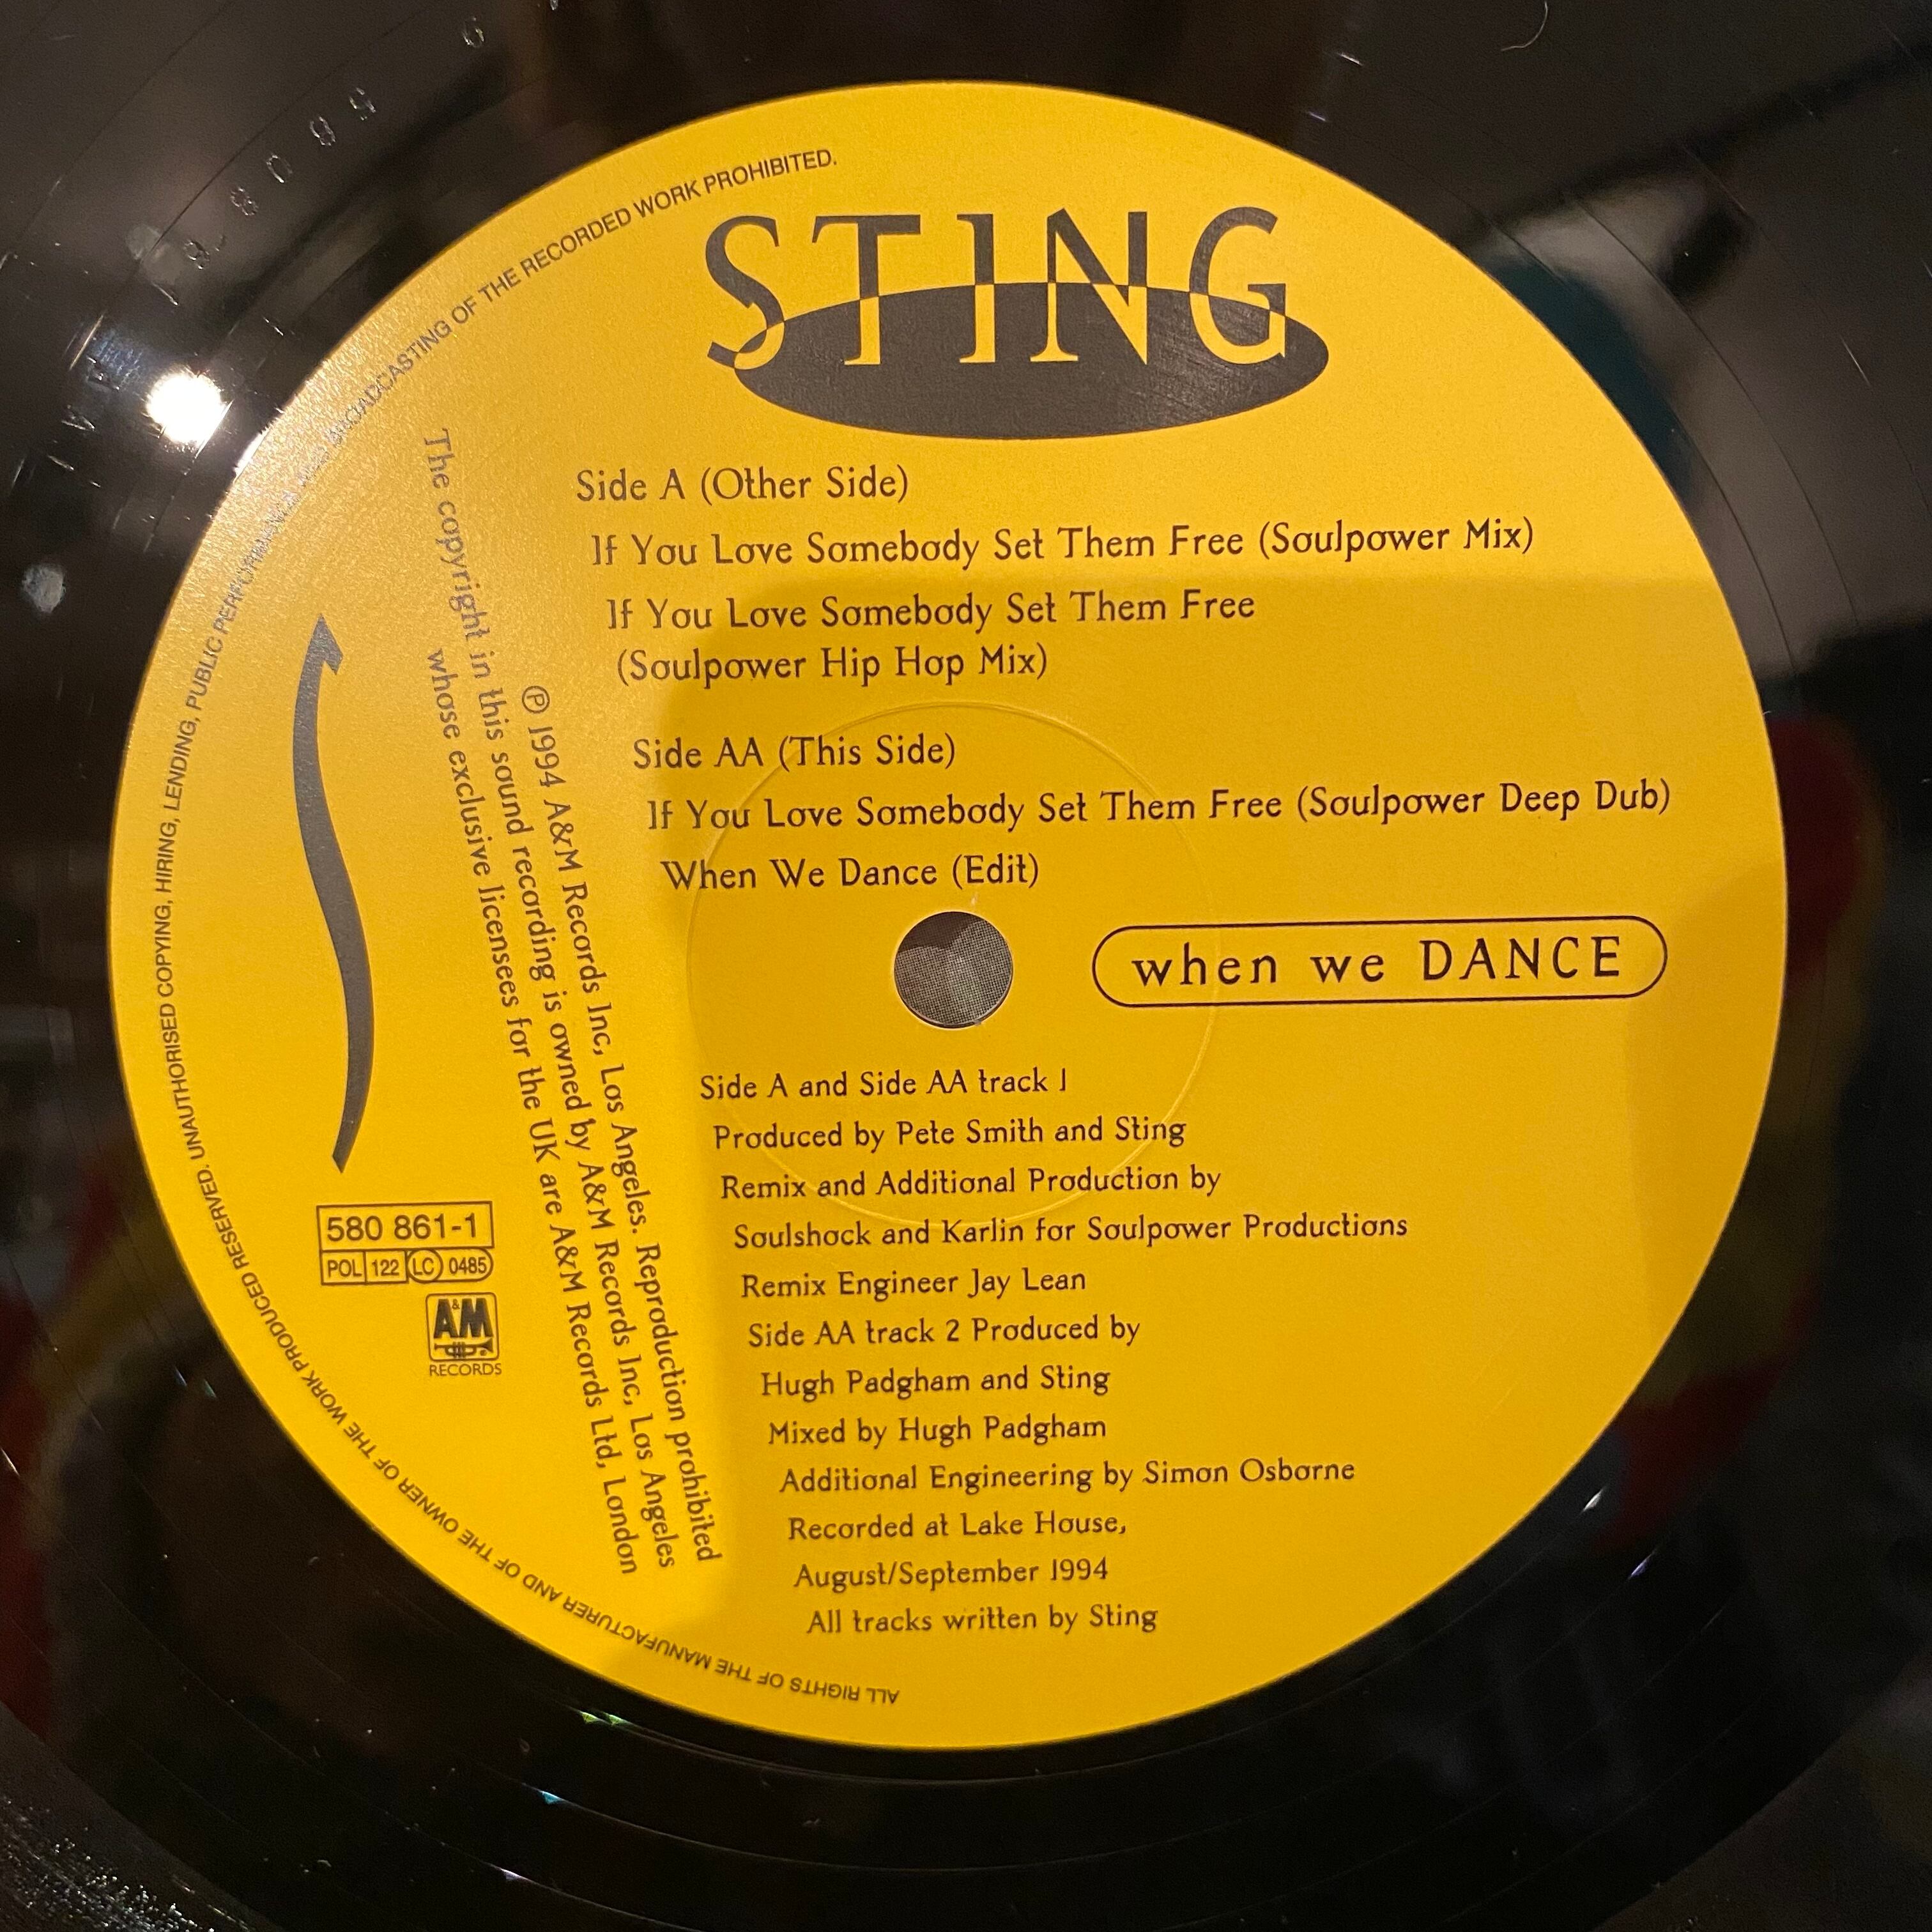 STING
Side A (Other Side)
If You Love Somebody Set Them Free (Soulpower Mix)
If You Love Somebody Set Them Free
(Soulpower Hip Hop Mix)
Side AA (This Side)
If You Love Somebody Set Them Free (Soulpower Deep Dub)
When We Dance (Edit)
when we DANCE
Side A and Side AA track 1
Produced by Pete Smith and Sting
Remix and Additional Production by
Soulshock and Karlin for Soulpower Productions
Remix Engineer Jay Lean
Side AA track 2 Produced by
Hugh Padgham and Sting
Mixed by Hugh Padgham
Additional Engineering by Simon Osborne
Recorded at Lake House,
August/September 1994
All tracks written by Sting
℗ 1994 A&M Records Inc, Los Angeles. Reproduction prohibited
The copyright in this sound recording is owned by A&M Records Inc, Los Angeles
whose exclusive licensees for the UK are A&M Records Ltd, London
580 861-1
POL 122 LC 0485
A&M
RECORDS
ALL RIGHTS OF THE MANUFACTURER AND OF THE OWNER OF THE WORK PRODUCED RESERVED. UNAUTHORISED COPYING, HIRING, LENDING, PUBLIC PERFORMANCE AND BROADCASTING OF THE RECORDED WORK PROHIBITED.